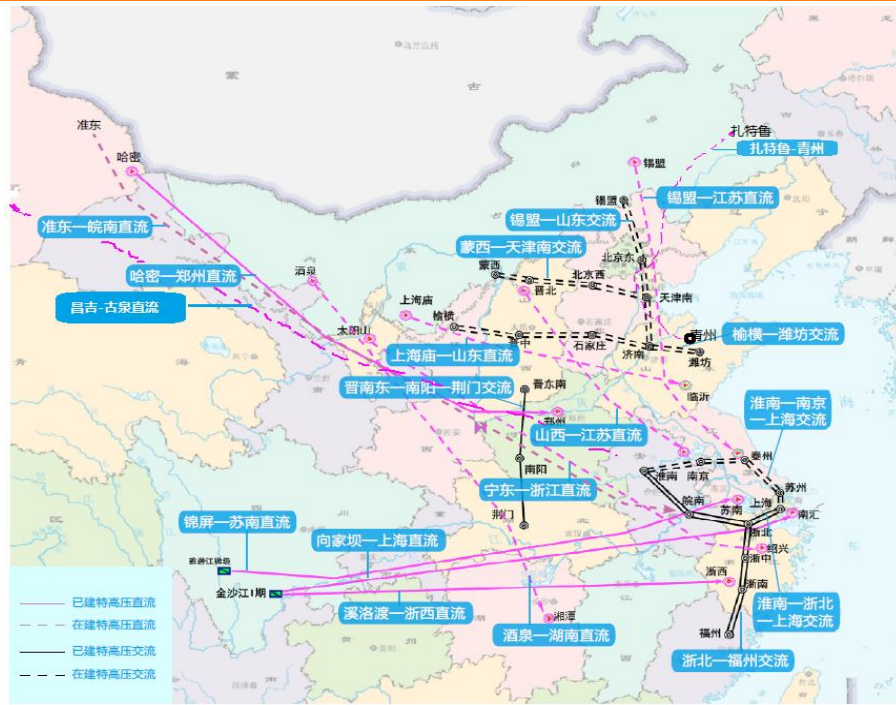 乌兰巴托
蒙
古
准东
哈密
扎特鲁
扎特鲁-青州
锡盟
锡盟
锡盟—江苏直流
锡盟—山东交流
准东—皖南直流
蒙西—天津南交流
北京东
哈密—郑州直流
酒泉
蒙西
北京西
晋北
天津南
昌吉-古泉直流
上海庙
榆横
太阳山
青州
榆横—潍坊交流
晋中
石家庄
济南
潍坊
上海庙—山东直流
晋南东—南阳—荆门交流
晋东南
临沂
郑州
山西—江苏直流
淮南—南京
—上海交流
南阳
淮南
南京
泰州
宁东—浙江直流
苏州
皖南
苏南
上海
南汇
锦屏—苏南直流
荆门
向家坝—上海直流
浙北
绍兴
浙中
金沙江I期
浙西
浙南
溪洛渡—浙西直流
淮南—浙北
—上海交流
湘潭
酒泉—湖南直流
福州
浙北—福州交流
已建特高压直流
在建特高压直流
已建特高压交流
在建特高压交流